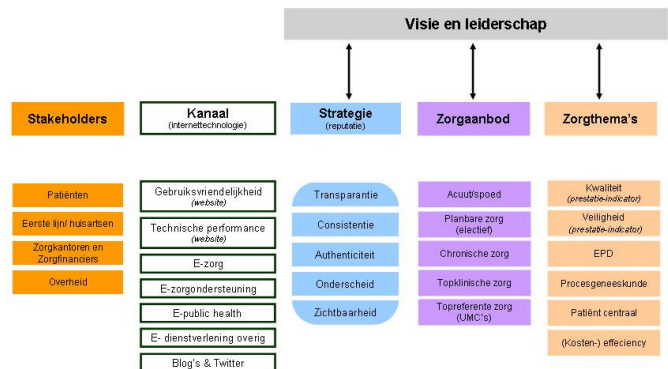 Visie en leiderschap
Stakeholders
Kanaal
(internettechnologie)
Strategie
(reputatie)
Zorgaanbod
Zorgthema's
Patiënten
Eerste lijn/ huisartsen
Zorgkantoren en
Zorgfinanciers
Overheid
Gebruiksvriendelijkheid
(website)
Technische performance
(website)
E-zorg
E-zorgondersteuning
E-public health
E- dienstverlening overig
Blog's & Twitter
Transparantie
Consistentie
Authenticiteit
Onderscheid
Zichtbaarheid
Acuut/spoed
Planbare zorg
(electief)
Chronische zorg
Topklinische zorg
Topreferente zorg
(UMC's)
Kwaliteit
(prestatie-indicator)
Veiligheid
(prestatie-indicator)
EPD
Procesgeneeskunde
Patiënt centraal
(Kosten-) effeciency